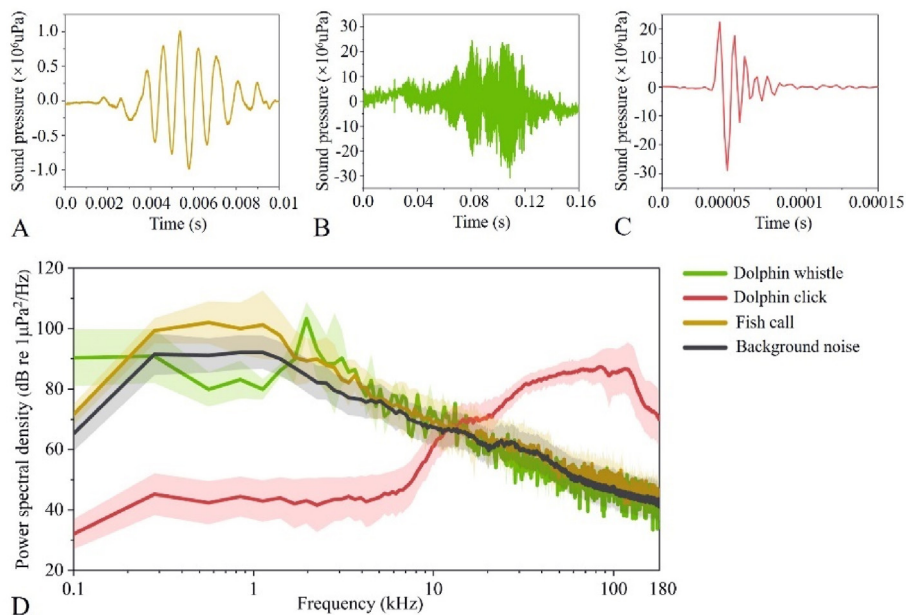 Sound pressure (×10⁶uPa)
1.0
0.5
0.0
-0.5
-1.0
0.0 0.002 0.004 0.006 0.008 0.01
Time (s)
A
Sound pressure (×10⁶uPa)
30
20
10
0
-10
-20
-30
0.0 0.04 0.08 0.12 0.16
Time (s)
B
Sound pressure (×10⁶uPa)
20
10
0
-10
-20
-30
0.0 0.00005 0.0001 0.00015
Time (s)
C
Power spectral density (dB re 1µPa²/Hz)
120
100
80
60
40
20
0.1 1 10 100 180
Frequency (kHz)
D
Dolphin whistle
Dolphin click
Fish call
Background noise